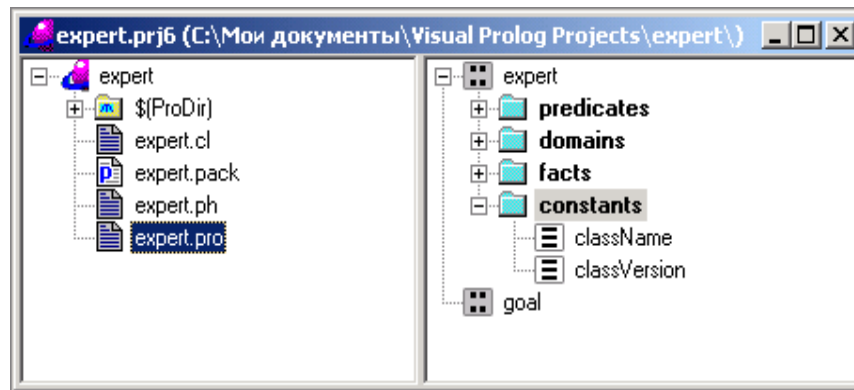 expert.prj6 (C:\Мои документы\Visual Prolog Projects\expert\)
expert
$(ProDir)
expert.cl
expert.pack
expert.ph
expert.pro
expert
predicates
domains
facts
constants
className
classVersion
goal